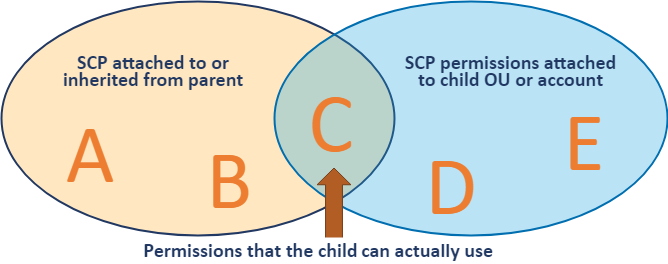 SCP attached to or
inherited from parent
SCP permissions attached
to child OU or account
A
B
C
D
E
Permissions that the child can actually use